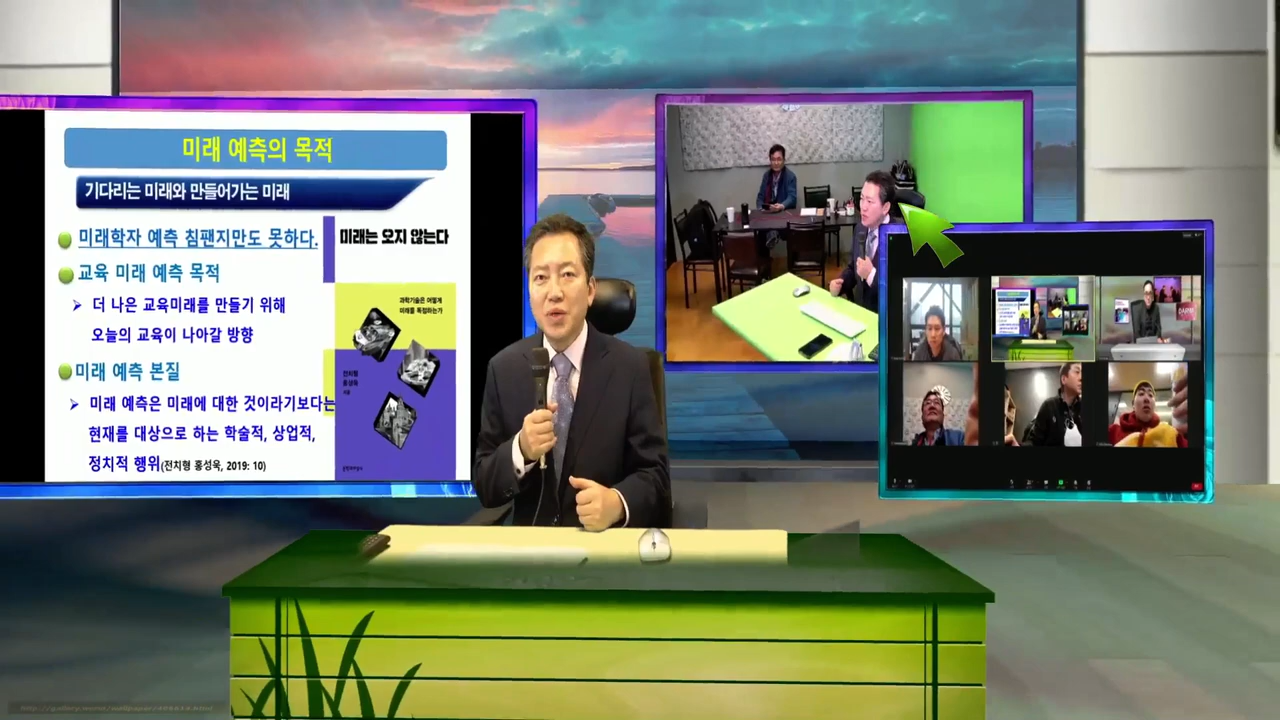 미래 예측의 목적
기다리는 미래와 만들어가는 미래
미래학자 예측 침팬지만도 못하다.
교육 미래 예측 목적
더 나은 교육미래를 만들기 위해
오늘의 교육이 나아갈 방향
미래 예측 본질
미래 예측은 미래에 대한 것이라기보다는
현재를 대상으로 하는 학술적, 상업적,
정치적 행위(전치형 홍성욱, 2019: 10)
미래는 오지 않는다
과학기술은 어떻게
미래를 독점하는가
전치형
홍성욱
지음